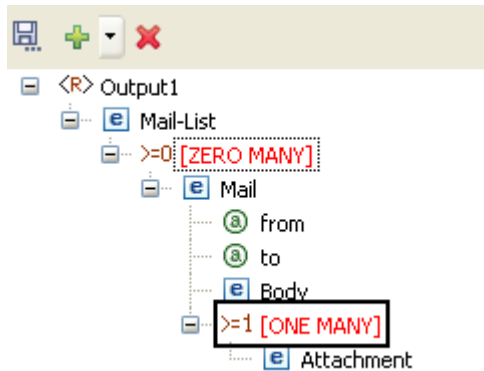 <R> Output1
e Mail-List
>=0 [ZERO MANY]
e Mail
a from
a to
e Body
>=1 [ONE MANY]
e Attachment